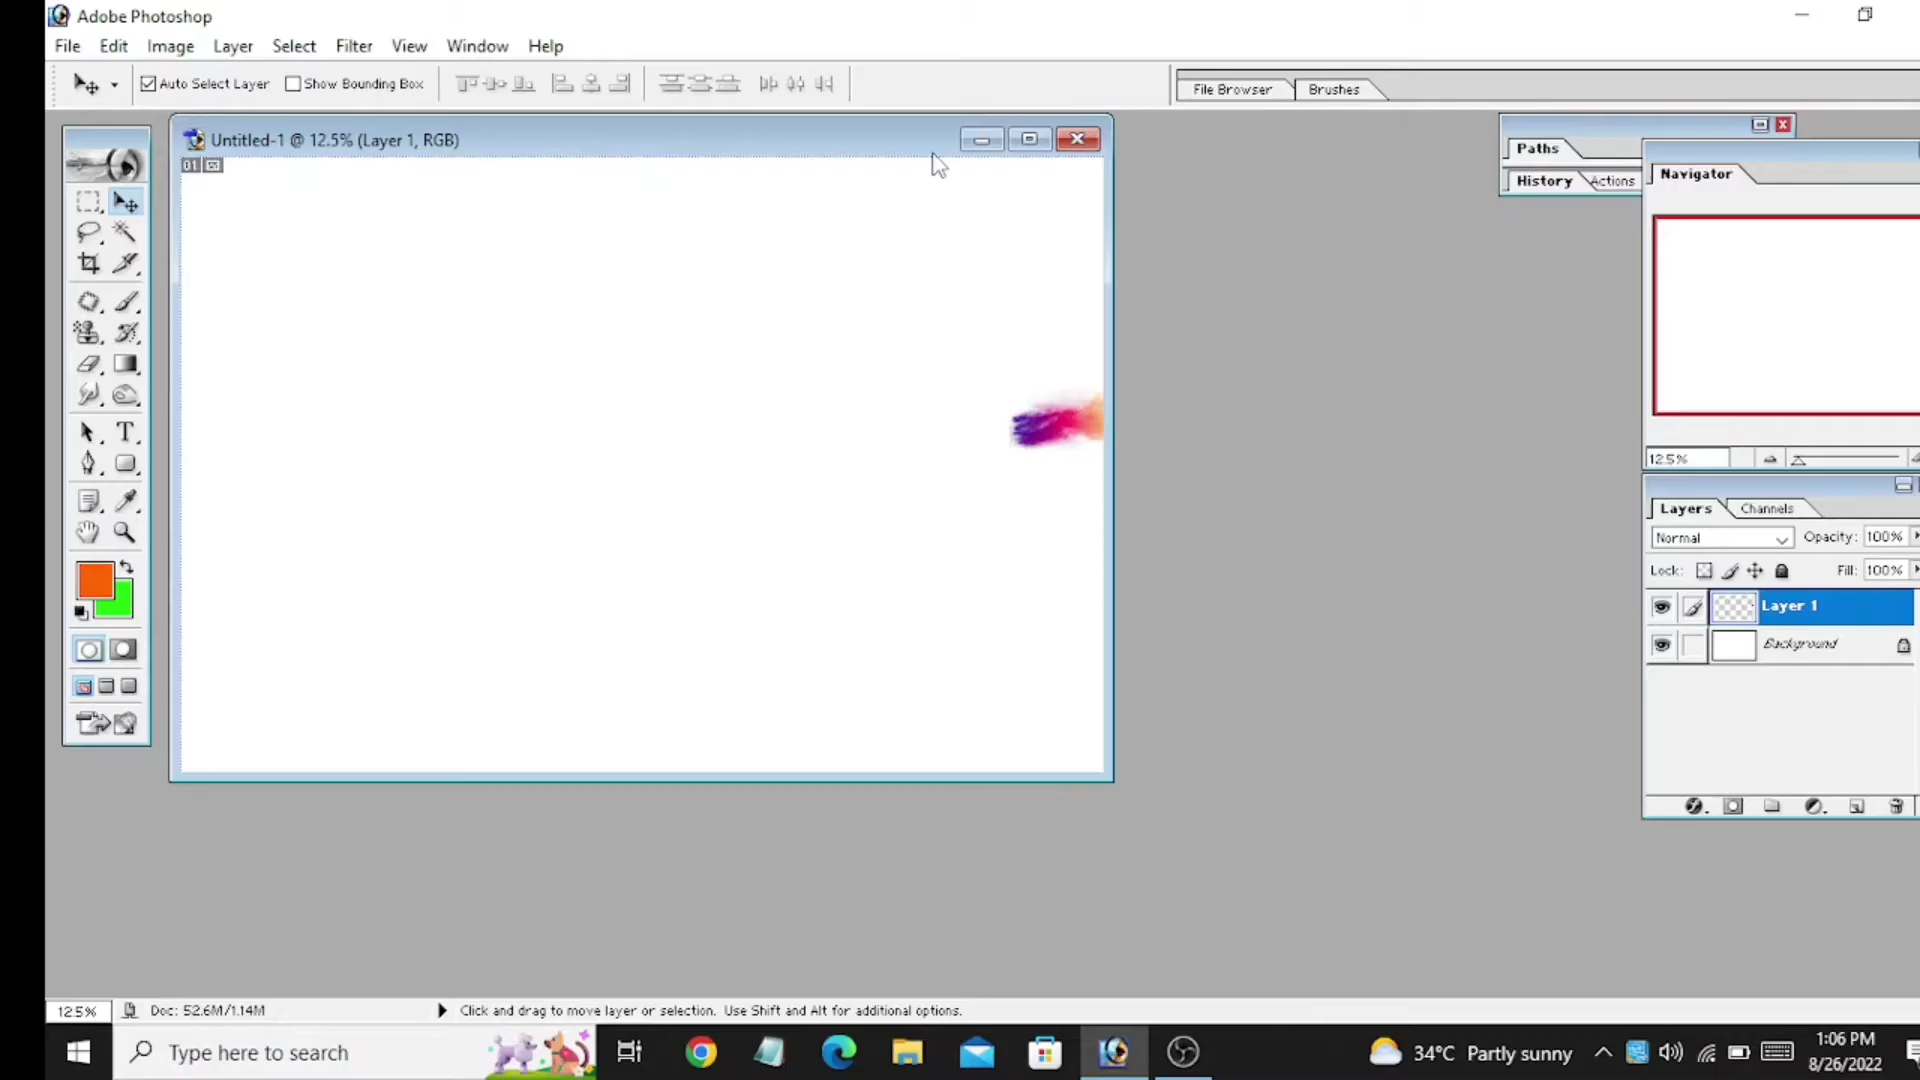 Adobe Photoshop
File Edit Image Layer Select Filter View Window Help
Auto Select Layer Show Bounding Box
File Browser Brushes
Untitled-1 @ 12.5% (Layer 1, RGB)
01
Paths
History Actions
Navigator
12.5%
Layers Channels
Normal Opacity: 100%
Lock: Fill: 100%
Layer 1
Background
12.5% Doc: 52.6M/1.14M Click and drag to move layer or selection. Use Shift and Alt for additional options.
Type here to search
34°C Partly sunny
1:06 PM
8/26/2022